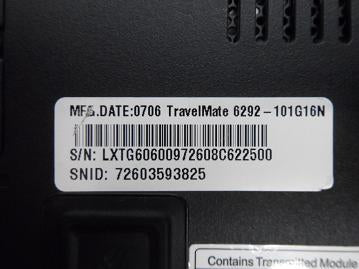 MFG.DATE:0706 TravelMate 6292-101G16N
S/N: LXTG60600972608C622500
SNID: 72603593825
Contains Transmitted Module